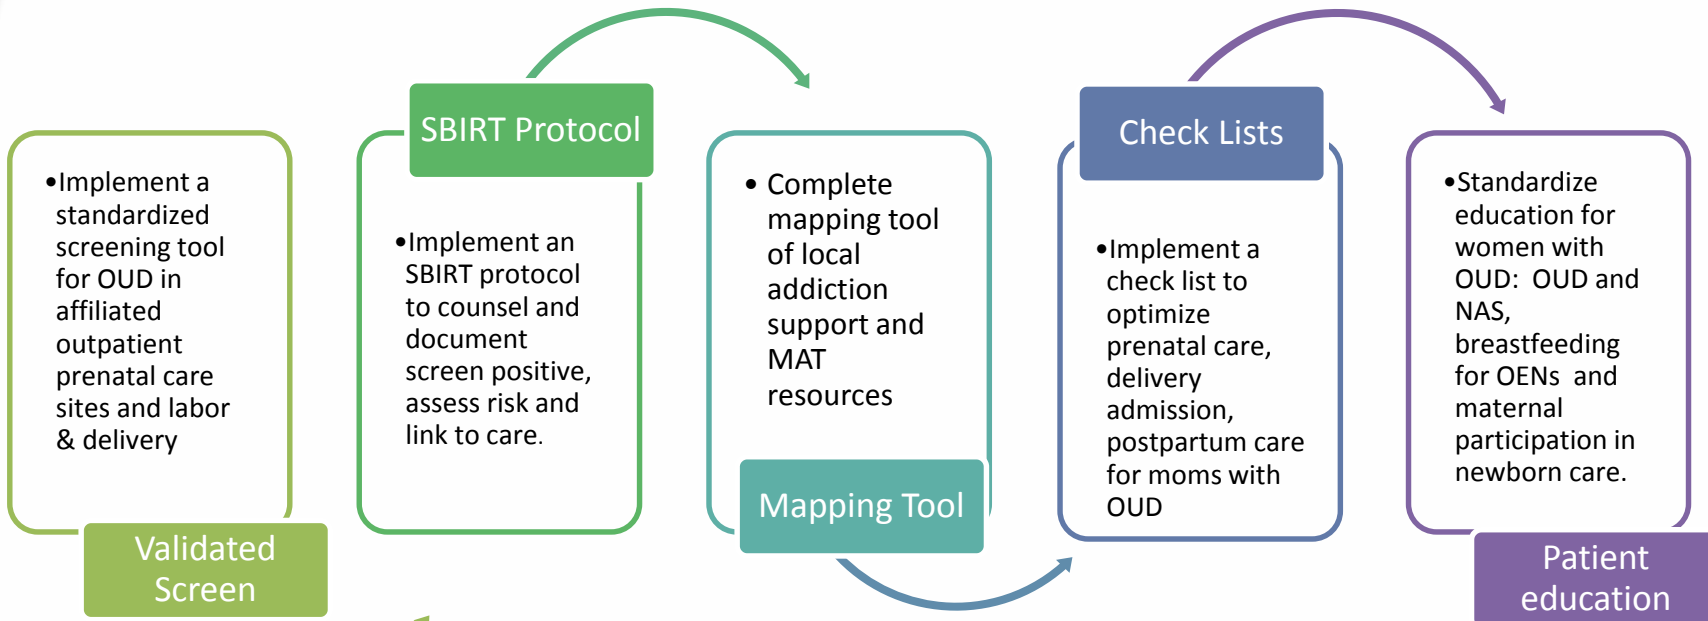 •Implement a
standardized
screening tool
for OUD in
affiliated
outpatient
prenatal care
sites and labor
& delivery
Validated
Screen
SBIRT Protocol
•Implement an
SBIRT protocol
to counsel and
document
screen positive,
assess risk and
link to care.
• Complete
mapping tool
of local
addiction
support and
MAT
resources
Mapping Tool
Check Lists
•Implement a
check list to
optimize
prenatal care,
delivery
admission,
postpartum care
for moms with
OUD
•Standardize
education for
women with
OUD: OUD and
NAS,
breastfeeding
for OENs and
maternal
participation in
newborn care.
Patient
education